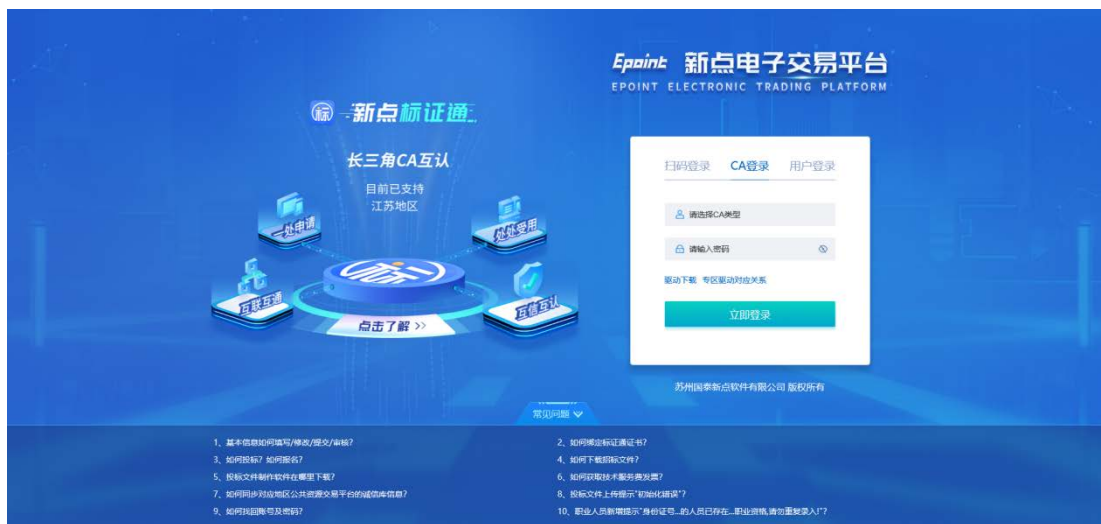 Epoint 新点电子交易平台
EPOINT ELECTRONIC TRADING PLATFORM
标 新点标证通
长三角CA互认
目前已支持
江苏地区
一处申请
处处受用
互联互通
互信互认
标
点击了解 >>
扫码登录 CA登录 用户登录
请选择CA类型
请输入密码
驱动下载 专区驱动对应关系
立即登录
苏州国泰新点软件有限公司 版权所有
常见问题
1、基本信息如何填写/修改/提交/审核?
2、如何绑定标证通证书?
3、如何投标? 如何报名?
4、如何下载招标文件?
5、投标文件制作软件在哪里下载?
6、如何获取技术服务费发票?
7、如何同步对应地区公共资源交易平台的诚信库信息?
8、投标文件上传提示"初始化错误"?
9、如何找回账号及密码?
10、职业人员新增提示"身份证号...的人员已存在...职业资格,请勿重复录入!"?